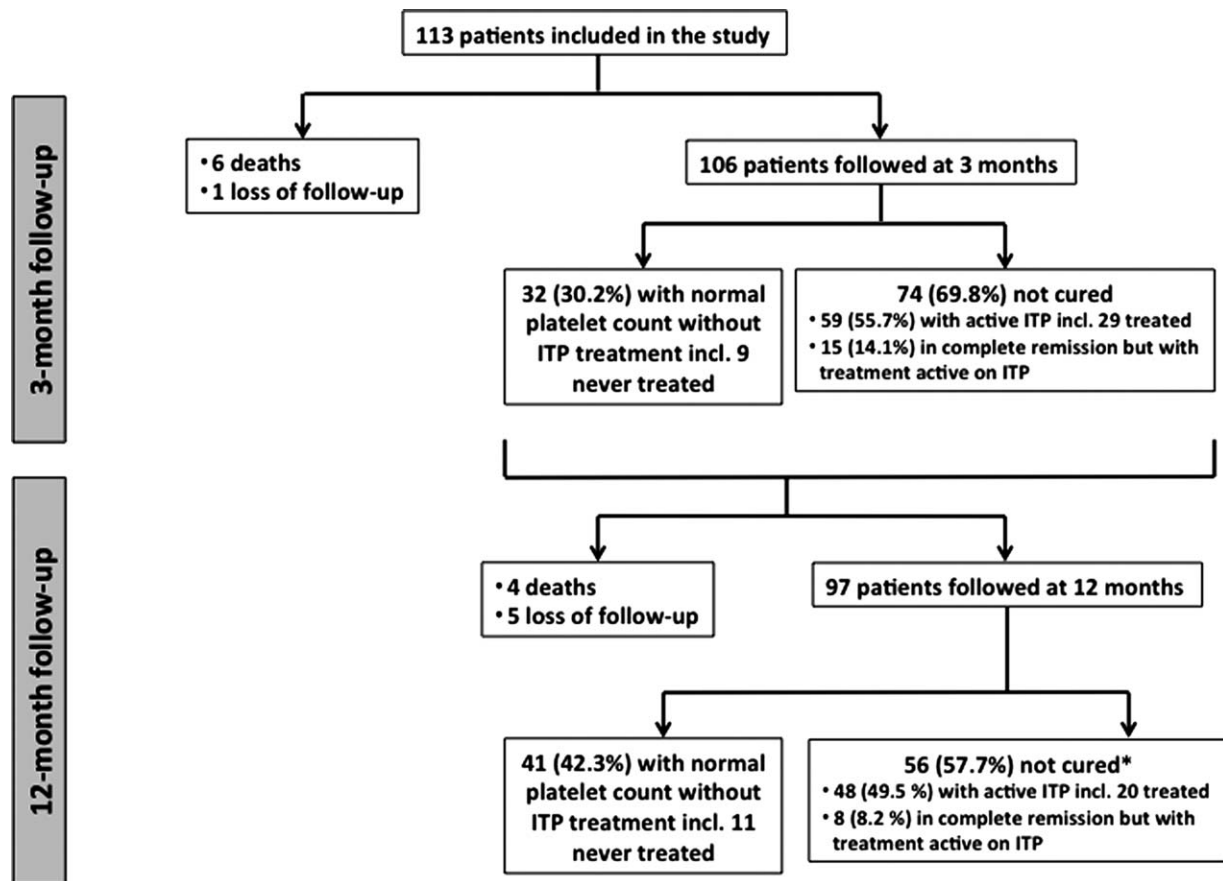 113 patients included in the study
3-month follow-up
• 6 deaths
• 1 loss of follow-up
106 patients followed at 3 months
32 (30.2%) with normal
platelet count without
ITP treatment incl. 9
never treated
74 (69.8%) not cured
• 59 (55.7%) with active ITP incl. 29 treated
• 15 (14.1%) in complete remission but with
treatment active on ITP
12-month follow-up
• 4 deaths
• 5 loss of follow-up
97 patients followed at 12 months
41 (42.3%) with normal
platelet count without
ITP treatment incl. 11
never treated
56 (57.7%) not cured*
• 48 (49.5 %) with active ITP incl. 20 treated
• 8 (8.2 %) in complete remission but with
treatment active on ITP